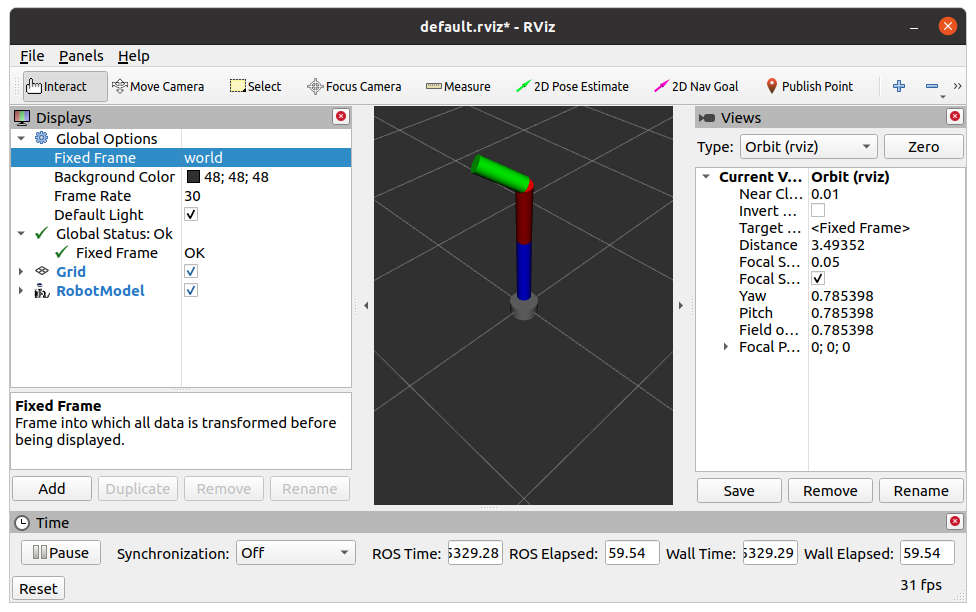 default.rviz* - RViz
File Panels Help
Interact Move Camera Select Focus Camera Measure 2D Pose Estimate 2D Nav Goal Publish Point »
Displays
Global Options
Fixed Frame world
Background Color 48; 48; 48
Frame Rate 30
Default Light
Global Status: Ok
Fixed Frame OK
Grid
RobotModel
Fixed Frame
Frame into which all data is transformed before
being displayed.
Add Duplicate Remove Rename
Views
Type: Orbit (rviz) Zero
Current V... Orbit (rviz)
Near Cl... 0.01
Invert ...
Target ... <Fixed Frame>
Distance 3.49352
Focal S... 0.05
Focal S...
Yaw 0.785398
Pitch 0.785398
Field o... 0.785398
Focal P... 0; 0; 0
Save Remove Rename
Time
Pause Synchronization: Off ROS Time: 5329.28 ROS Elapsed: 59.54 Wall Time: 5329.29 Wall Elapsed: 59.54
Reset 31 fps